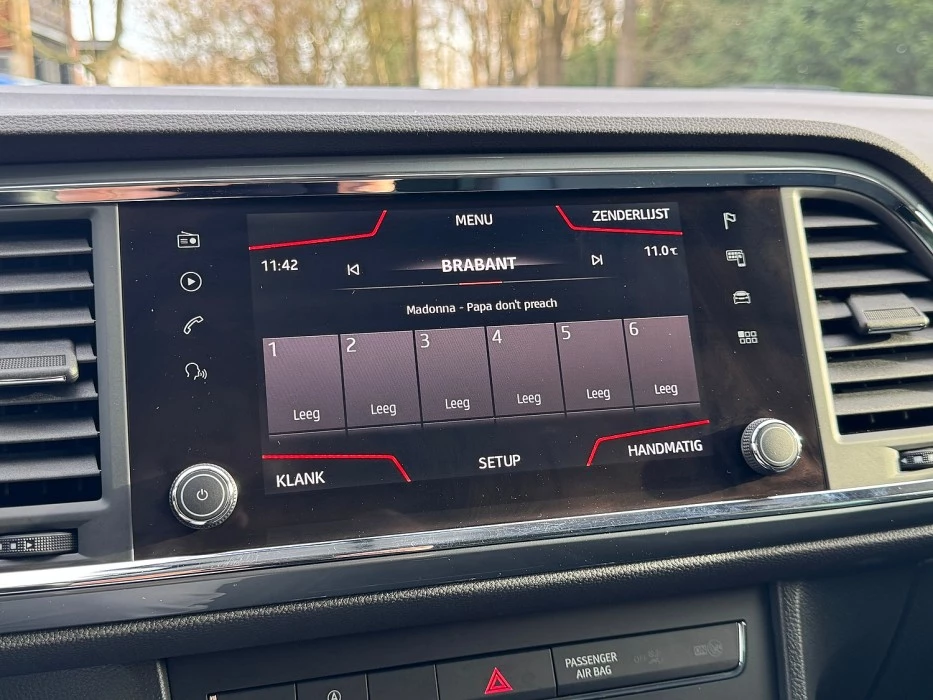 MENU
ZENDERLIJST
11:42
BRABANT
11.0
Madonna - Papa don't preach
1
2
3
4
5
6
Leeg
Leeg
Leeg
Leeg
Leeg
Leeg
KLANK
SETUP
HANDMATIG
A
PASSENGER
AIR BAG